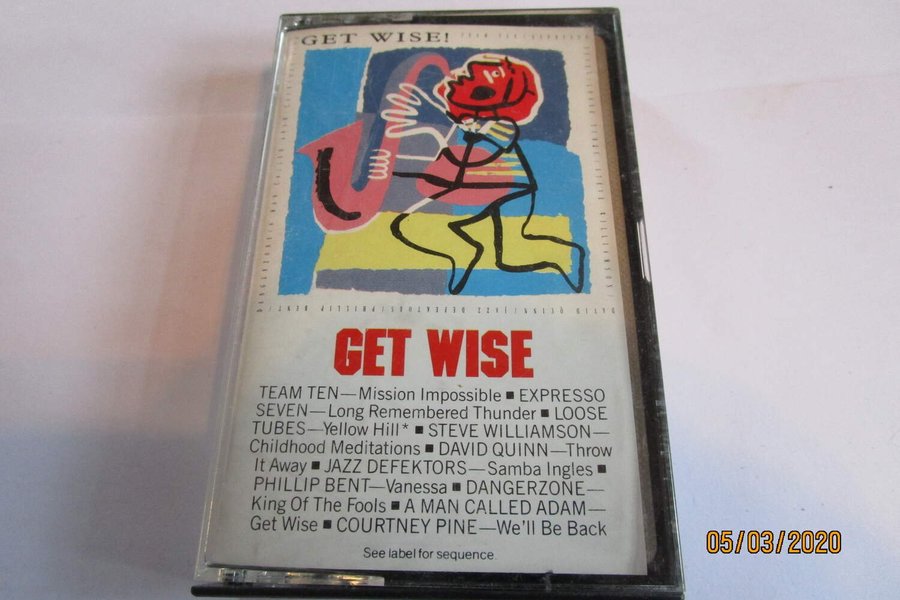 GET WISE!
GET WISE
TEAM TEN—Mission Impossible ■ EXPRESSO
SEVEN—Long Remembered Thunder ■ LOOSE
TUBES—Yellow Hill* ■ STEVE WILLIAMSON—
Childhood Meditations ■ DAVID QUINN—Throw
It Away ■ JAZZ DEFEKTORS—Samba Ingles ■
PHILLIP BENT—Vanessa ■ DANGERZONE—
King Of The Fools ■ A MAN CALLED ADAM—
Get Wise ■ COURTNEY PINE—We'll Be Back
See label for sequence.
05/03/2020